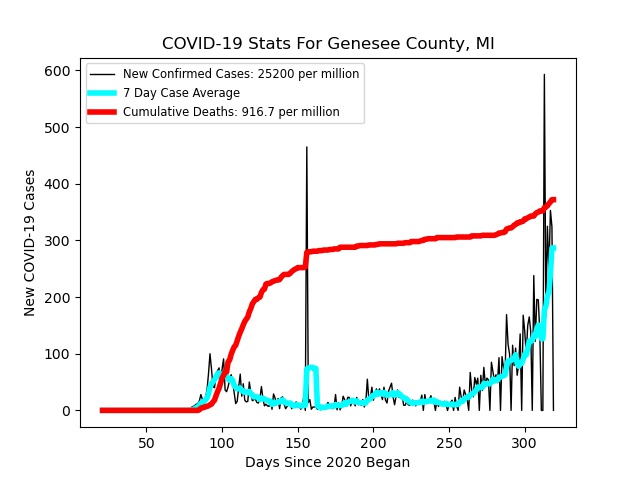 COVID-19 Stats For Genesee County, MI
New Confirmed Cases: 25200 per million
7 Day Case Average
Cumulative Deaths: 916.7 per million
New COVID-19 Cases
600
500
400
300
200
100
0
50 100 150 200 250 300
Days Since 2020 Began